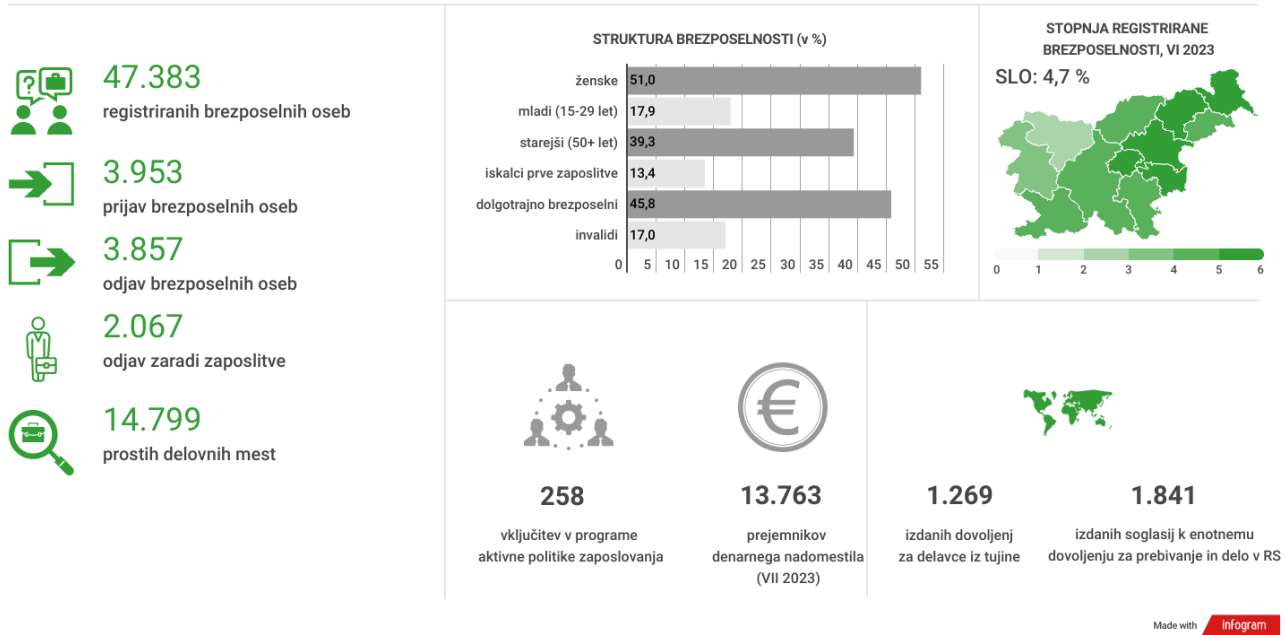 47.383
registriranih brezposelnih oseb
3.953
prijav brezposelnih oseb
3.857
odjav brezposelnih oseb
2.067
odjav zaradi zaposlitve
14.799
prostih delovnih mest
STRUKTURA BREZPOSELNOSTI (v %)
ženske 51,0
mladi (15-29 let) 17,9
starejši (50+ let) 39,3
iskalci prve zaposlitve 13,4
dolgotrajno brezposelni 45,8
invalidi 17,0
0 5 10 15 20 25 30 35 40 45 50 55
STOPNJA REGISTRIRANE
BREZPOSELNOSTI, VI 2023
SLO: 4,7 %
0 1 2 3 4 5 6
?
258
vključitev v programe
aktivne politike zaposlovanja
€
13.763
prejemnikov
denarnega nadomestila
(VII 2023)
1.269
izdanih dovoljenj
za delavce iz tujine
1.841
izdanih soglasij k enotnemu
dovoljenju za prebivanje in delo v RS
Made with infogram